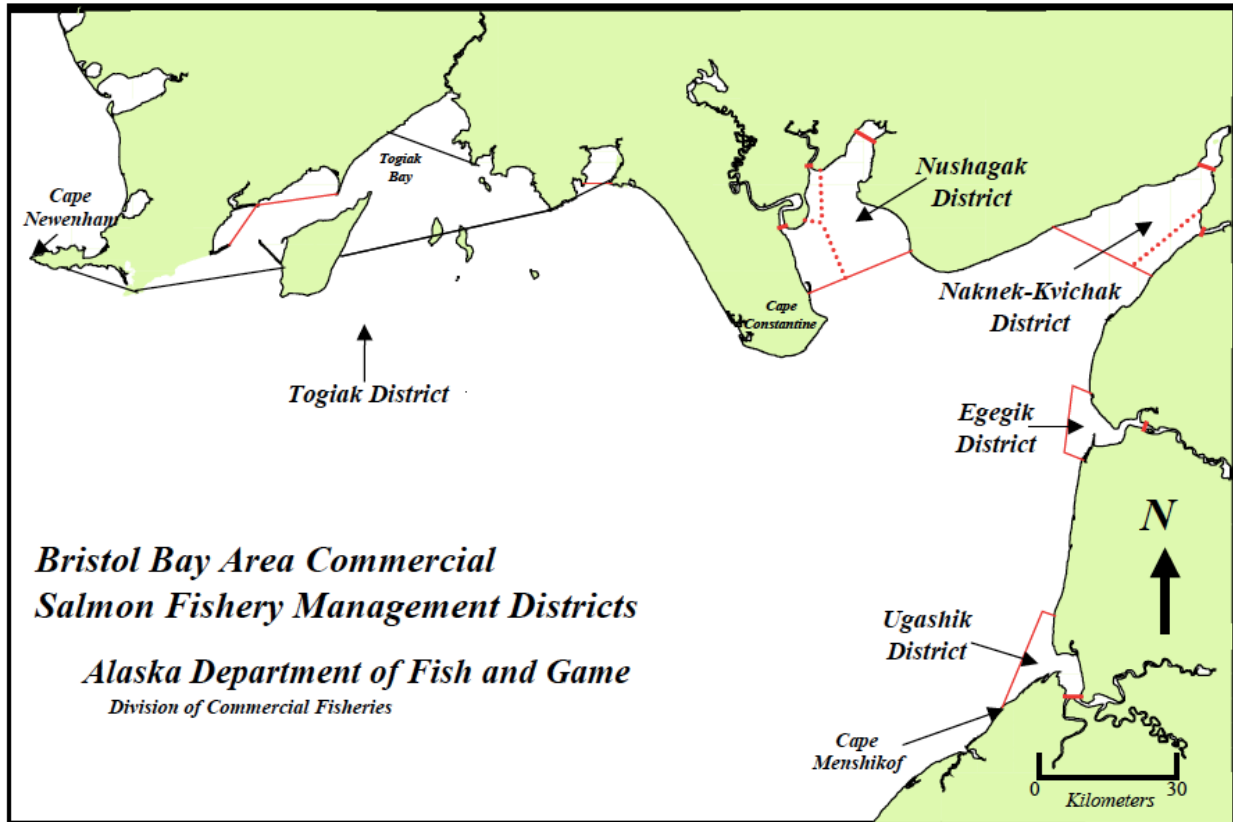 Togiak
Bay
Cape
Newenham
Nushagak
District
Naknek-Kvichak
District
Cape
Constantine
Togiak District
Egegik
District
N
Bristol Bay Area Commercial
Salmon Fishery Management Districts
Ugashik
District
Alaska Department of Fish and Game
Division of Commercial Fisheries
Cape
Menshikof
0 30
Kilometers